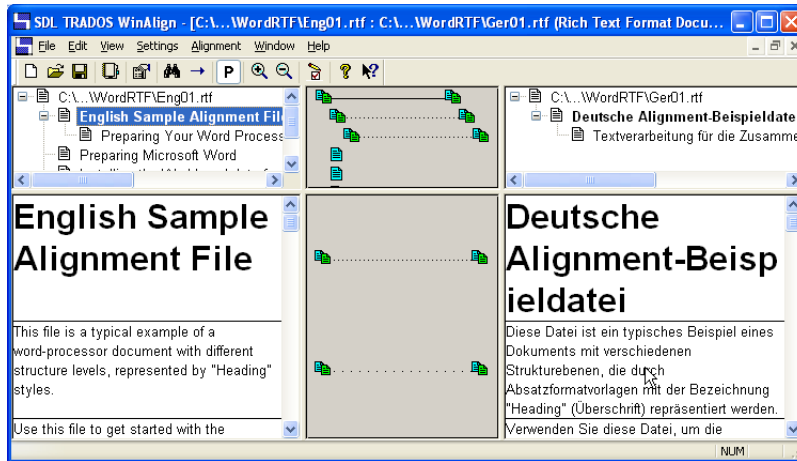 SDL TRADOS WinAlign - [C:\...\WordRTF\Eng01.rtf : C:\...\WordRTF\Ger01.rtf (Rich Text Format Docu...
File Edit View Settings Alignment Window Help
P
C:\...\WordRTF\Eng01.rtf
English Sample Alignment Fil
Preparing Your Word Process
Preparing Microsoft Word
C:\...\WordRTF\Ger01.rtf
Deutsche Alignment-Beispieldate
Textverarbeitung für die Zusamme
English Sample
Alignment File
This file is a typical example of a
word-processor document with different
structure levels, represented by "Heading"
styles.
Use this file to get started with the
Deutsche
Alignment-Beisp
ieldatei
Diese Datei ist ein typisches Beispiel eines
Dokuments mit verschiedenen
Strukturebenen, die durch
Absatzformatvorlagen mit der Bezeichnung
"Heading" (Überschrift) repräsentiert werden.
Verwenden Sie diese Datei, um die
NUM